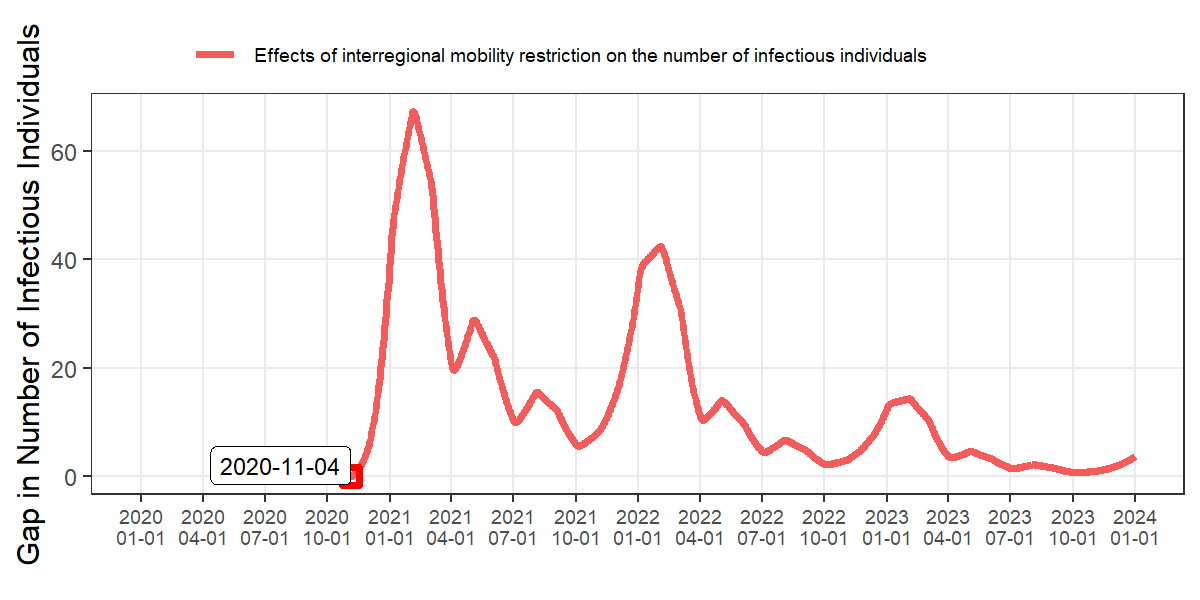 Effects of interregional mobility restriction on the number of infectious individuals
Gap in Number of Infectious Individuals
60
40
20
0
2020-11-04
2020 2020 2020 2020 2021 2021 2021 2021 2022 2022 2022 2022 2023 2023 2023 2023 2024
01-01 04-01 07-01 10-01 01-01 04-01 07-01 10-01 01-01 04-01 07-01 10-01 01-01 04-01 07-01 10-01 01-01